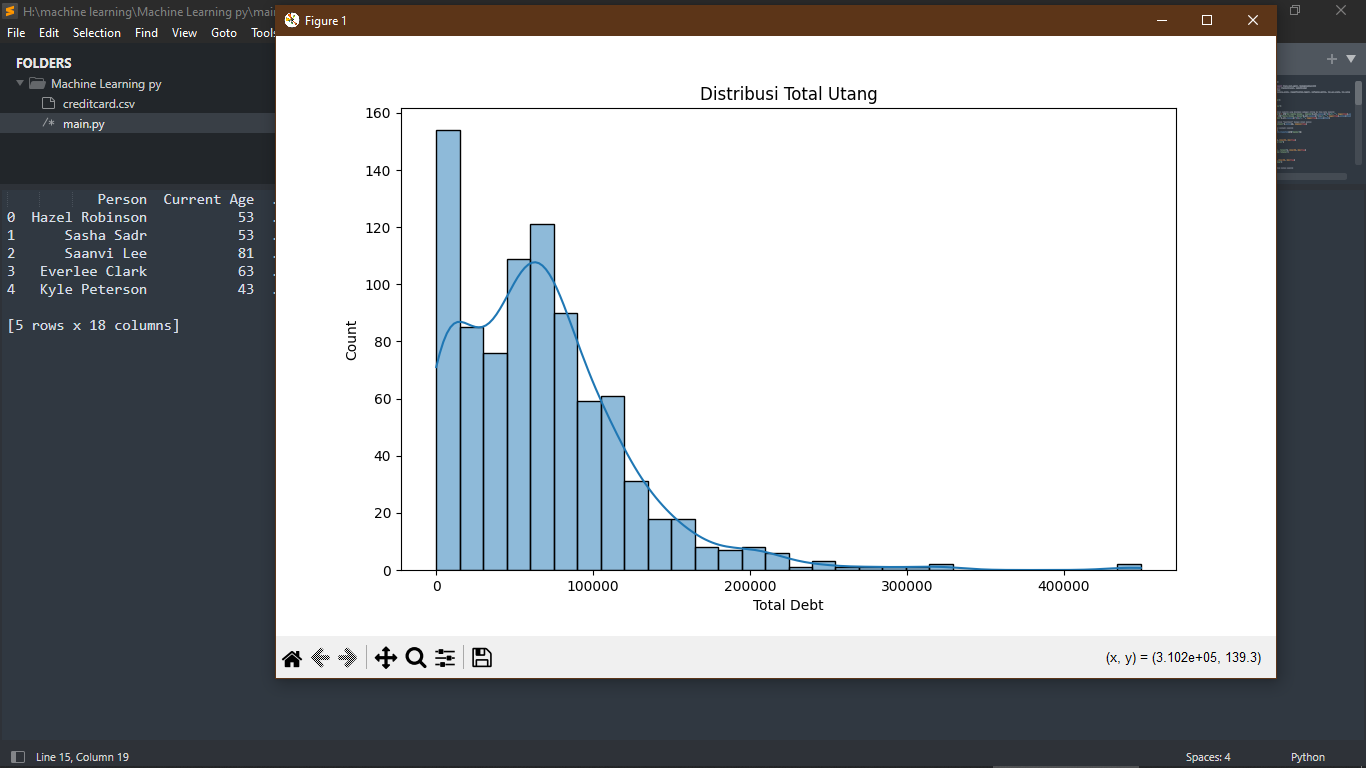 H:\machine learning\Machine Learning py\mai
File Edit Selection Find View Goto Tools
FOLDERS
Machine Learning py
creditcard.csv
/* main.py
Person Current Age .
0 Hazel Robinson 53 .
1 Sasha Sadr 53 .
2 Saanvi Lee 81 .
3 Everlee Clark 63 .
4 Kyle Peterson 43 .
[5 rows x 18 columns]
Figure 1
Distribusi Total Utang
160
140
120
100
80
60
40
20
0
Count
0 100000 200000 300000 400000
Total Debt
(x, y) = (3.102e+05, 139.3)
Line 15, Column 19
Spaces: 4
Python